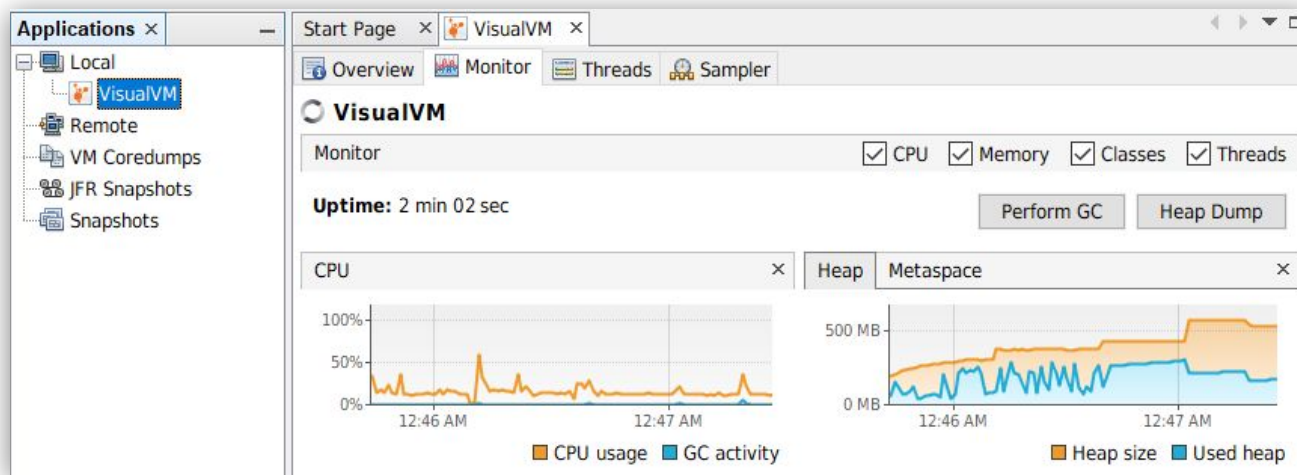 Applications
Local
VisualVM
Remote
VM Coredumps
JFR Snapshots
Snapshots
Start Page VisualVM
Overview Monitor Threads Sampler
VisualVM
Monitor CPU Memory Classes Threads
Uptime: 2 min 02 sec Perform GC Heap Dump
CPU
100%
50%
0%
12:46 AM 12:47 AM
CPU usage GC activity
Heap Metaspace
500 MB
0 MB
12:46 AM 12:47 AM
Heap size Used heap